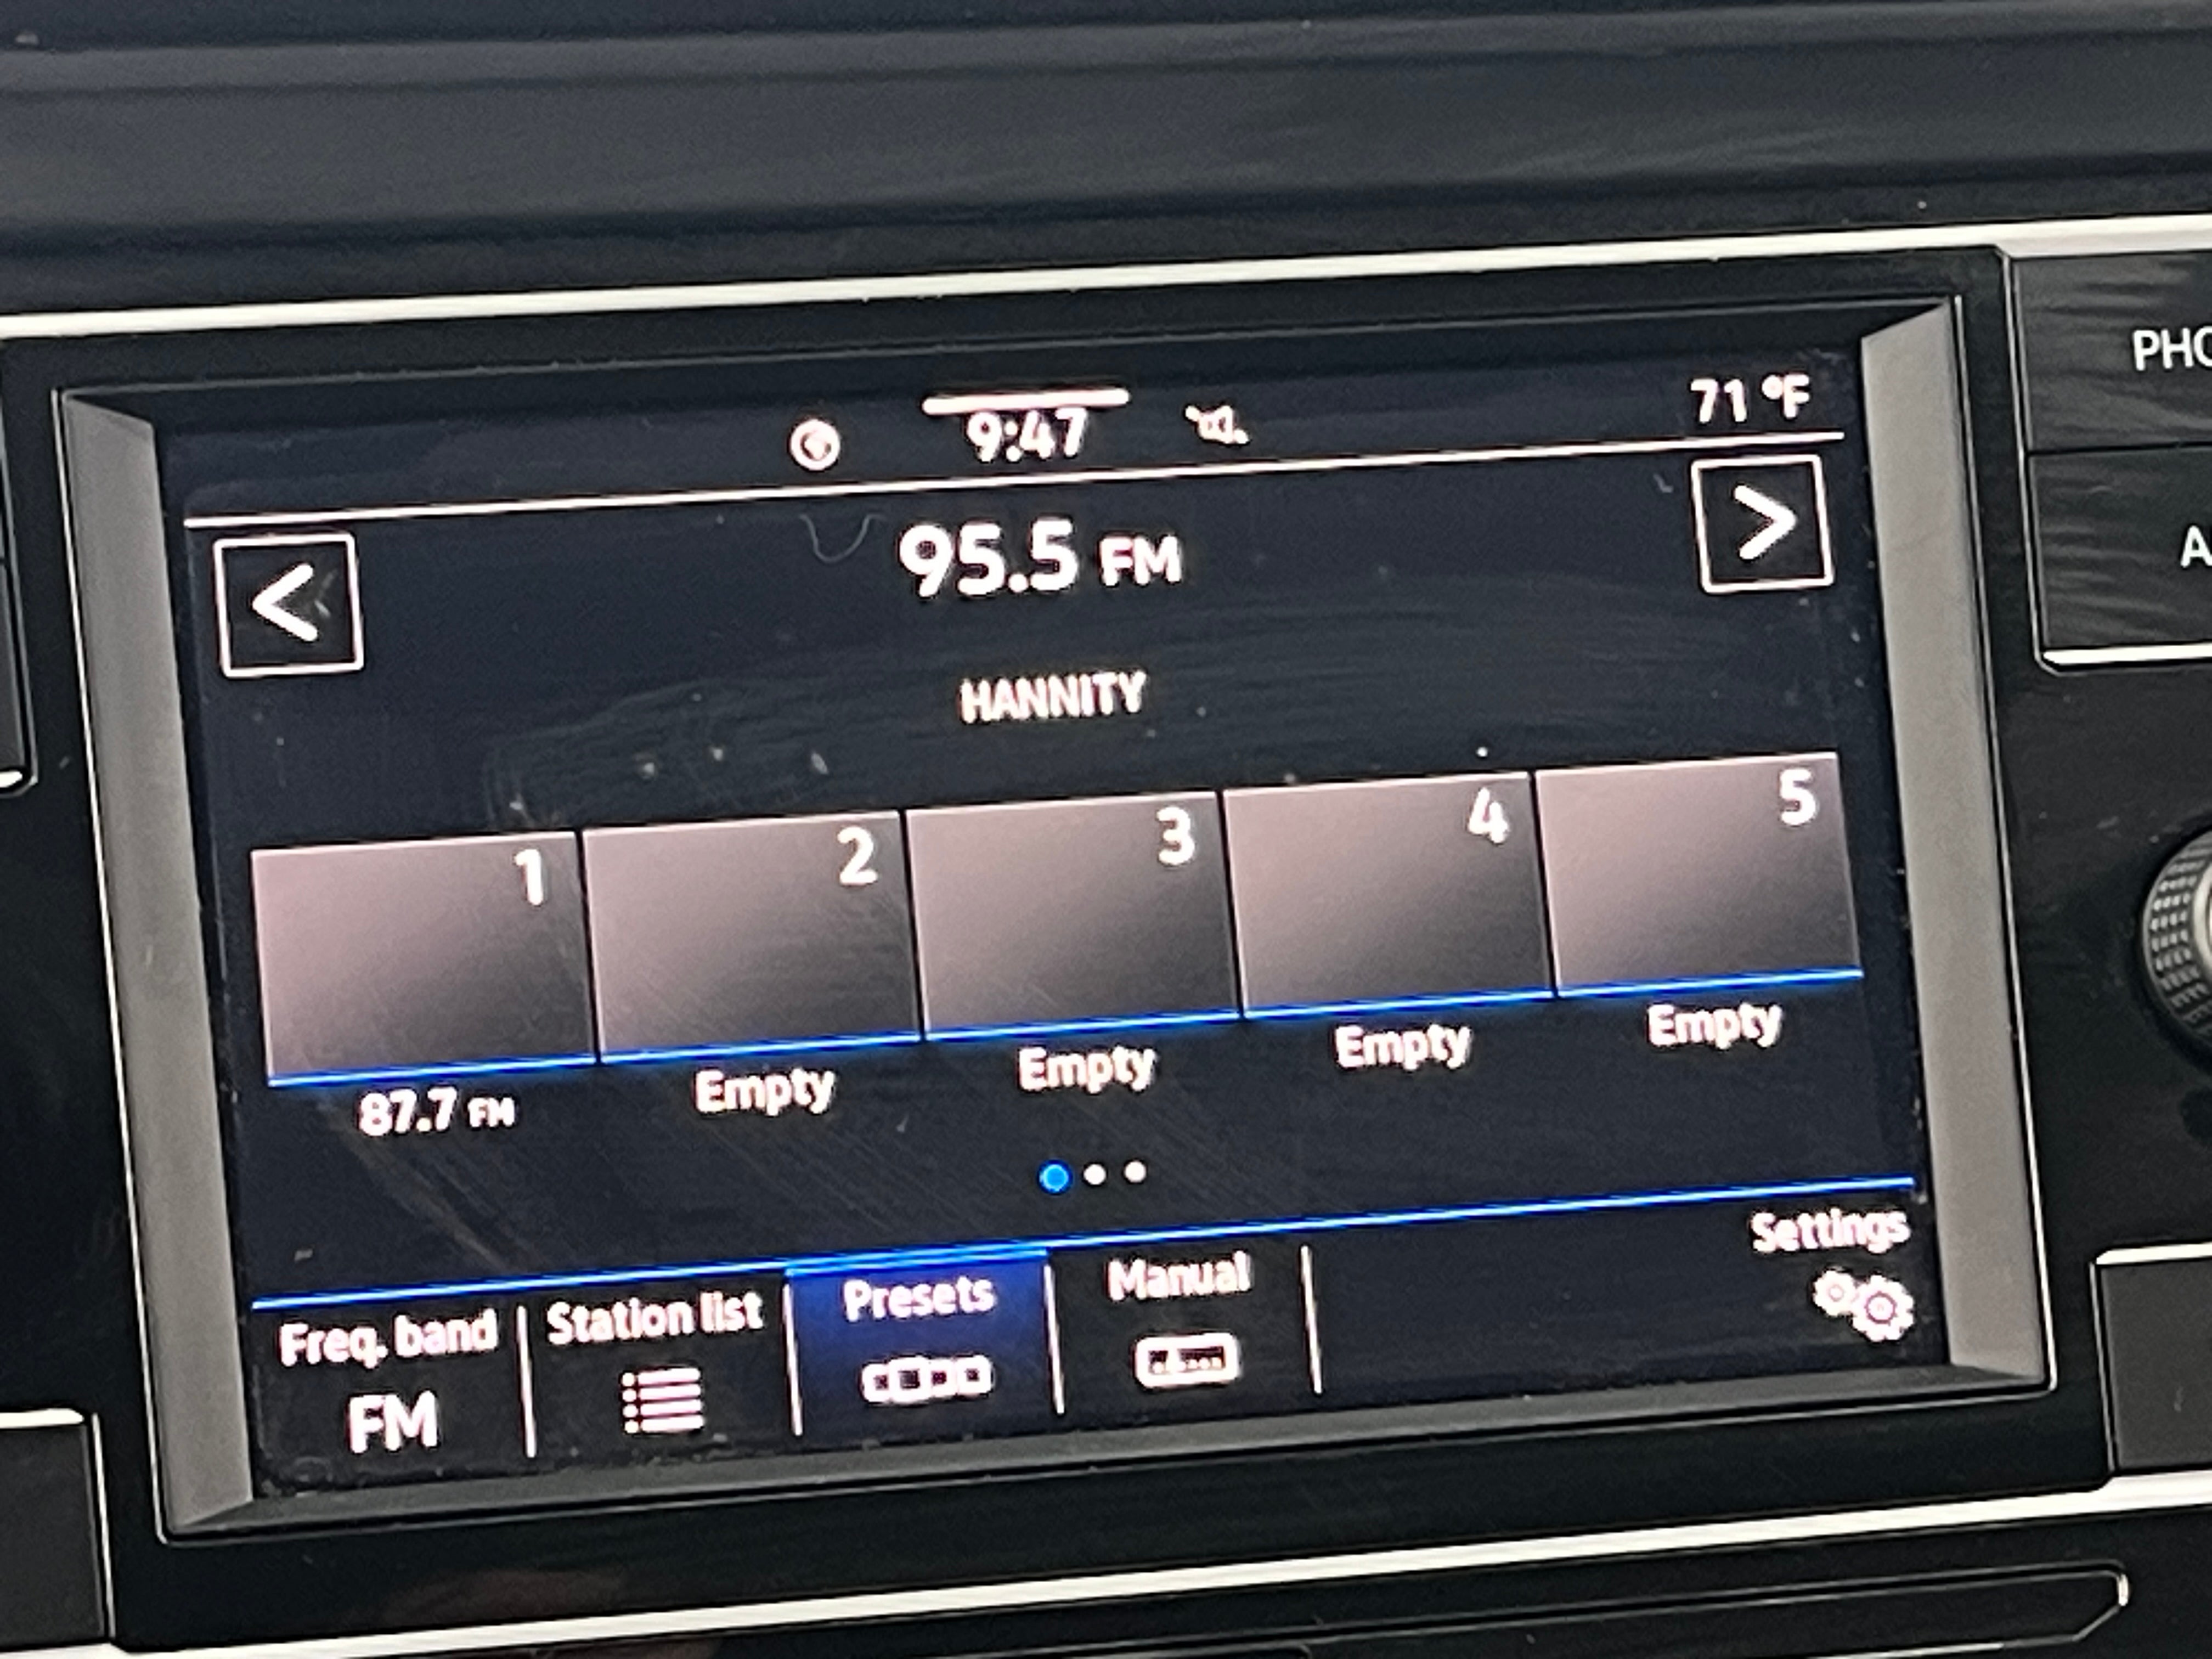 9:47
71 °F
<
95.5 FM
>
HANNITY
1 2 3 4 5
87.7 FM Empty Empty Empty Empty
Freq. band Station list Presets Manual Settings
FM